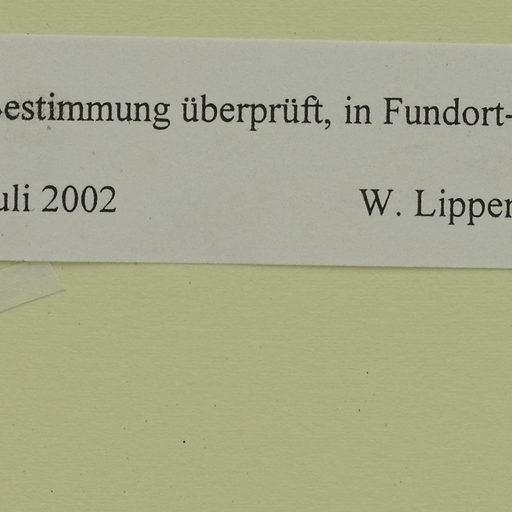 estimmung überprüft, in Fundort-
uli 2002 W. Lipper